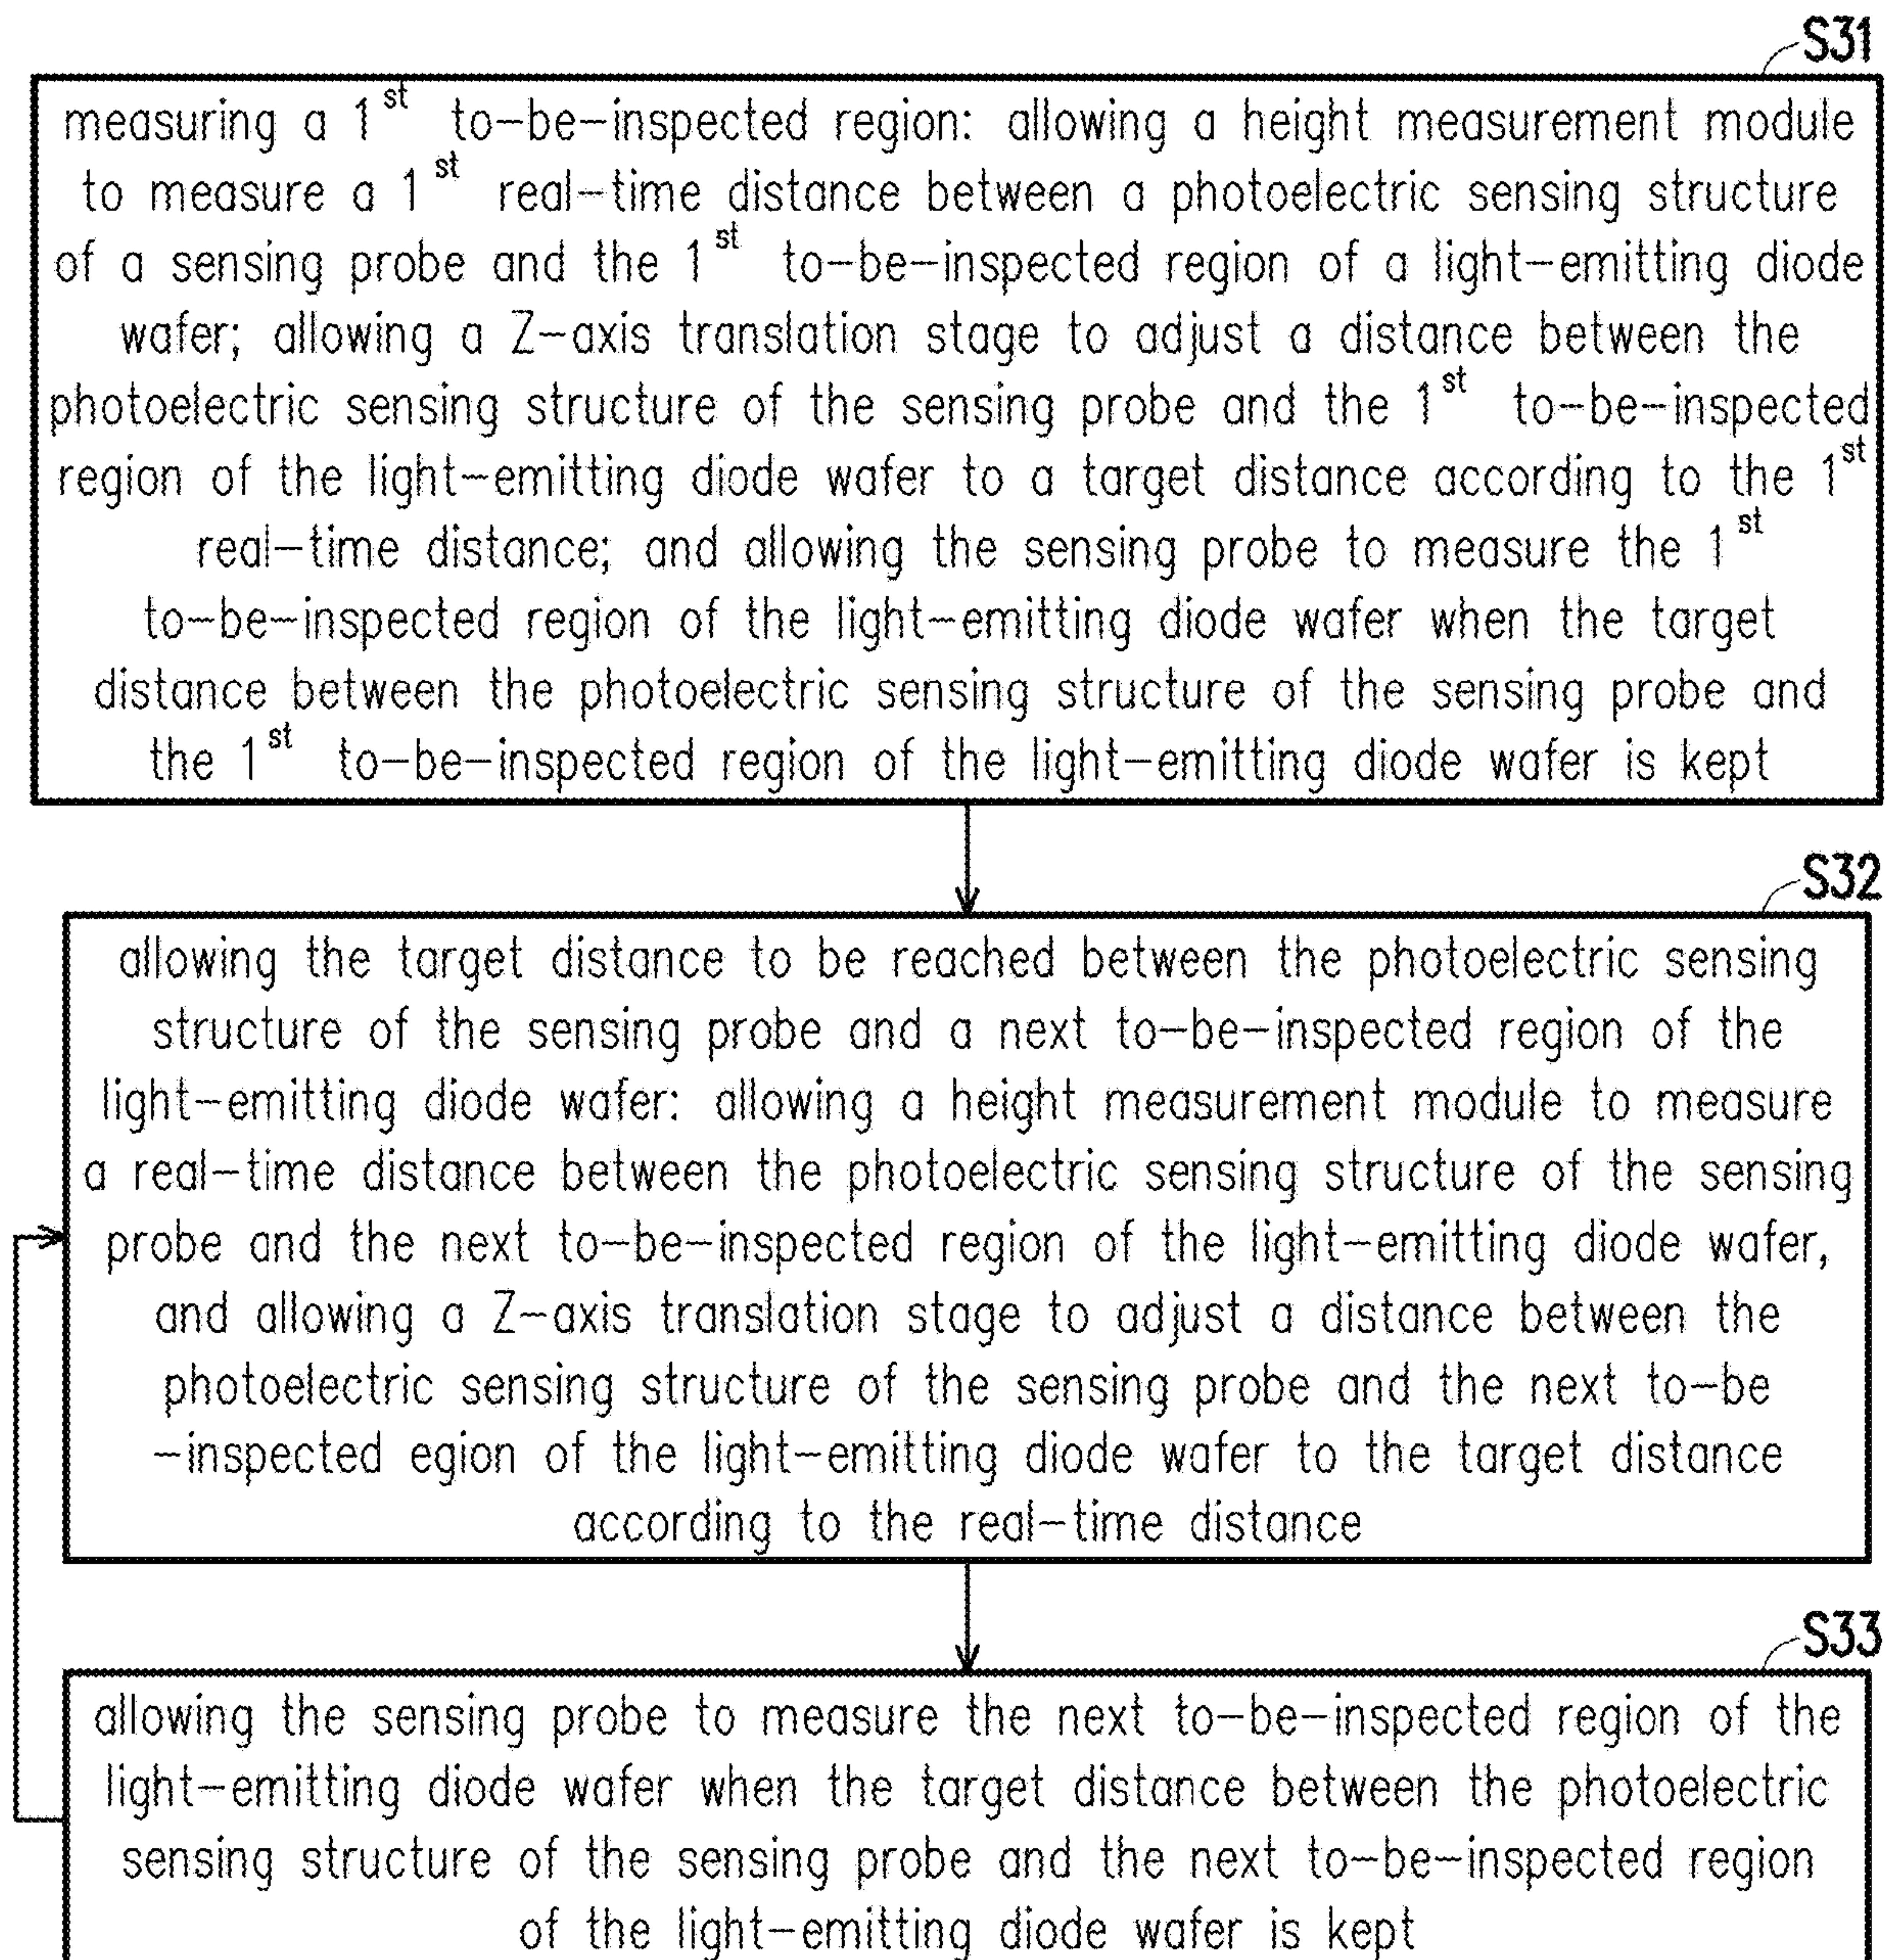 S31
measuring a 1st to-be-inspected region: allowing a height measurement module
to measure a 1st real-time distance between a photoelectric sensing structure
of a sensing probe and the 1st to-be-inspected region of a light-emitting diode
wafer; allowing a Z-axis translation stage to adjust a distance between the
photoelectric sensing structure of the sensing probe and the 1st to-be-inspected
region of the light-emitting diode wafer to a target distance according to the 1st
real-time distance; and allowing the sensing probe to measure the 1st
to-be-inspected region of the light-emitting diode wafer when the target
distance between the photoelectric sensing structure of the sensing probe and
the 1st to-be-inspected region of the light-emitting diode wafer is kept
S32
allowing the target distance to be reached between the photoelectric sensing
structure of the sensing probe and a next to-be-inspected region of the
light-emitting diode wafer: allowing a height measurement module to measure
a real-time distance between the photoelectric sensing structure of the sensing
probe and the next to-be-inspected region of the light-emitting diode wafer,
and allowing a Z-axis translation stage to adjust a distance between the
photoelectric sensing structure of the sensing probe and the next to-be
-inspected egion of the light-emitting diode wafer to the target distance
according to the real-time distance
S33
allowing the sensing probe to measure the next to-be-inspected region of the
light-emitting diode wafer when the target distance between the photoelectric
sensing structure of the sensing probe and the next to-be-inspected region
of the light-emitting diode wafer is kept